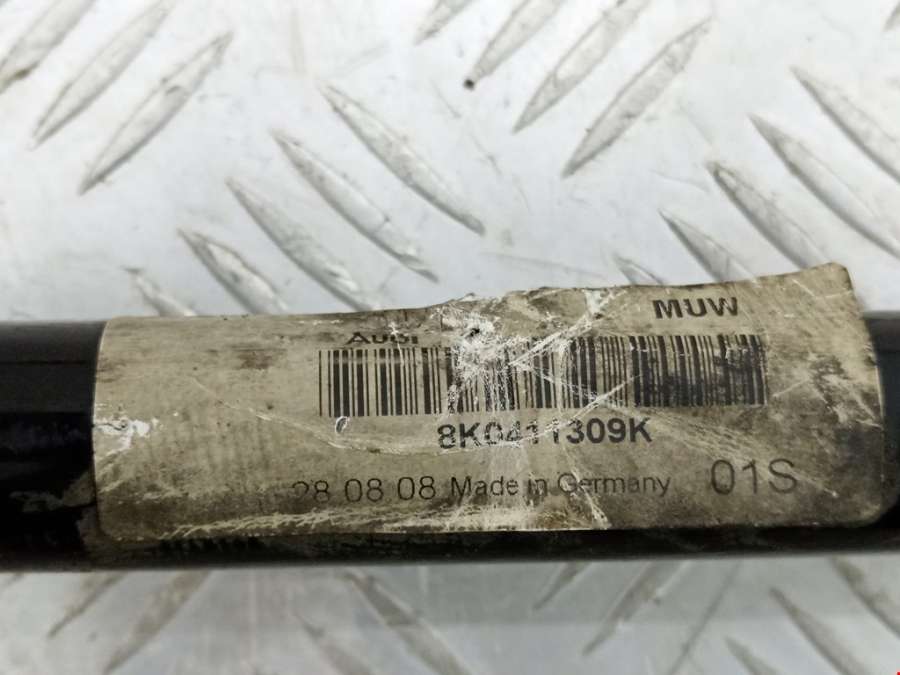 MUW
Audi
8K0411309K
28 08 08 Made in Germany 01S